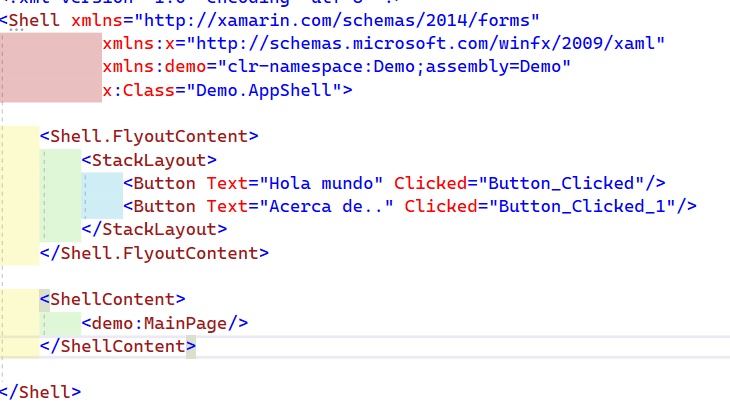 <Shell xmlns="http://xamarin.com/schemas/2014/forms"
xmlns:x="http://schemas.microsoft.com/winfx/2009/xaml"
xmlns:demo="clr-namespace:Demo;assembly=Demo"
x:Class="Demo.AppShell">
<Shell.FlyoutContent>
<StackLayout>
<Button Text="Hola mundo" Clicked="Button_Clicked"/>
<Button Text="Acerca de.." Clicked="Button_Clicked_1"/>
</StackLayout>
</Shell.FlyoutContent>
<ShellContent>
<demo:MainPage/>
</ShellContent>
</Shell>